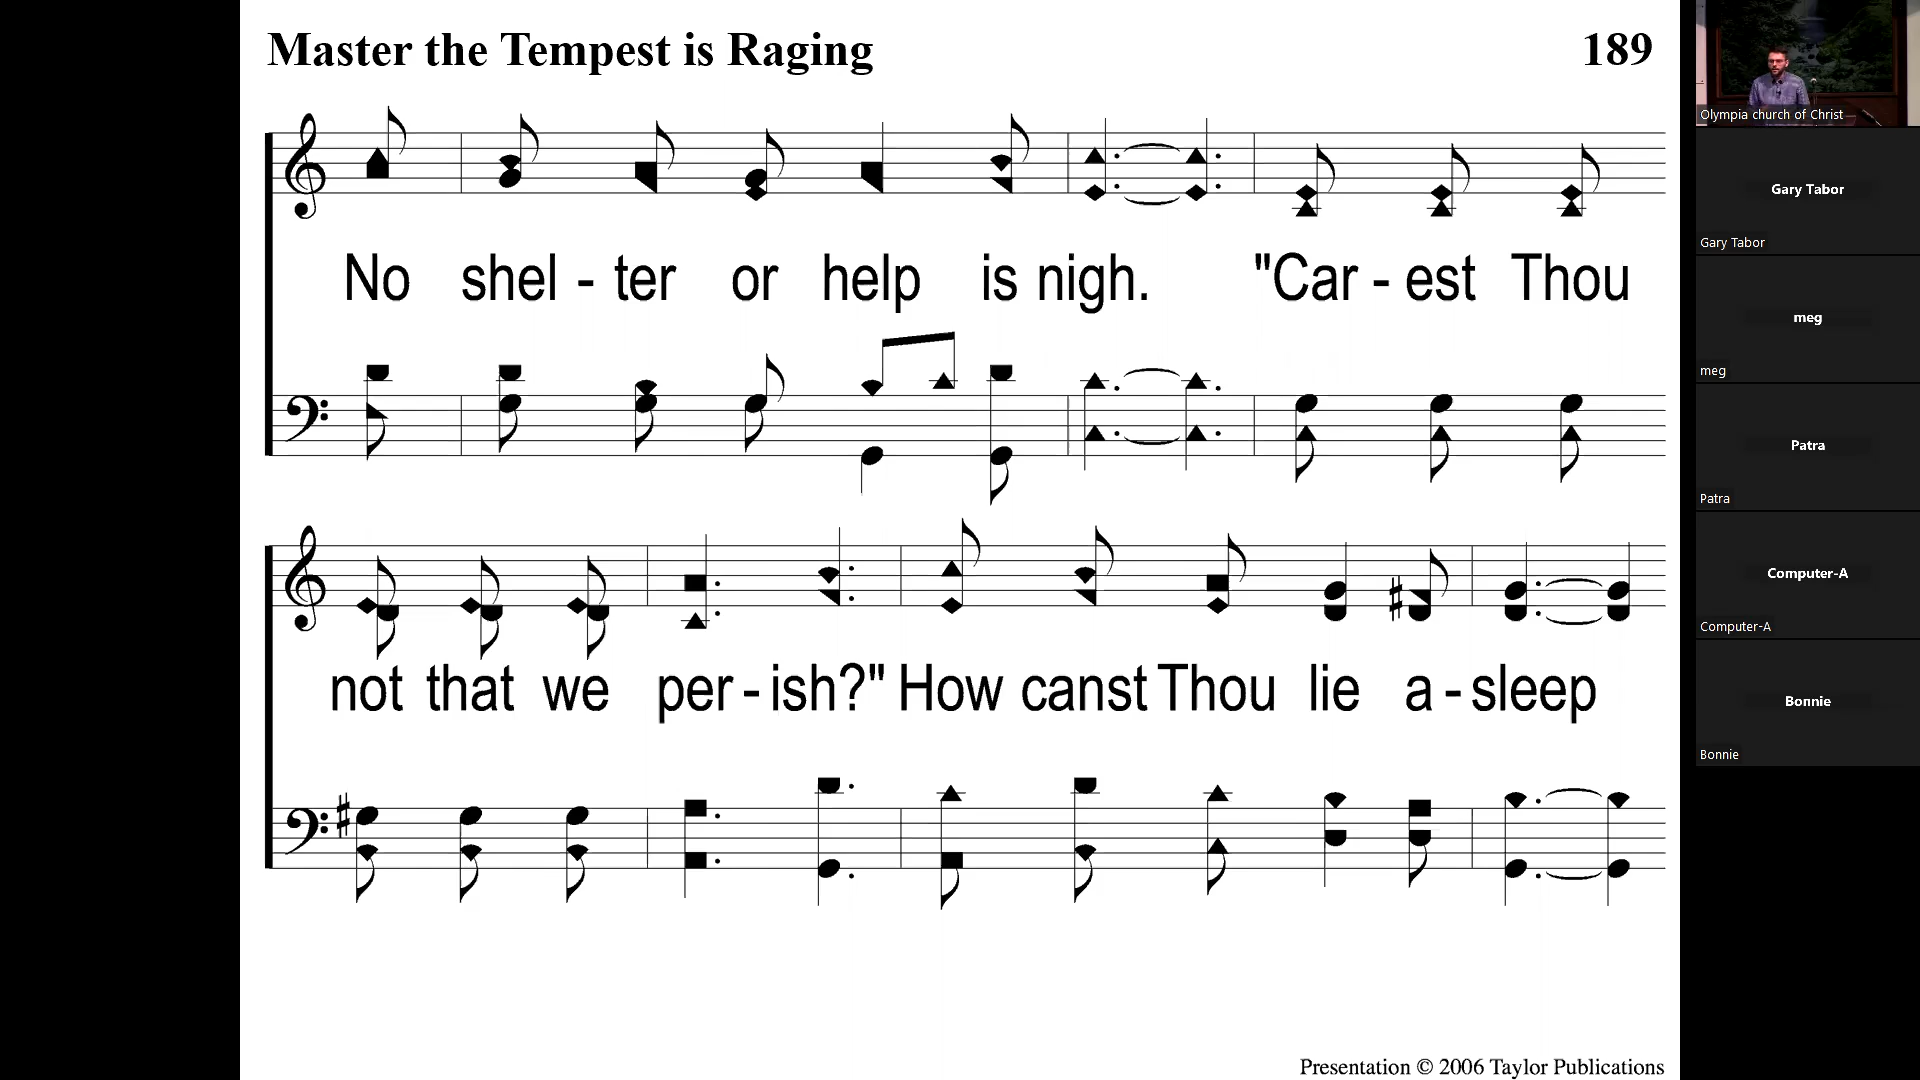 Master the Tempest is Raging 189
No shel - ter or help is nigh. "Car - est Thou
not that we per - ish?" How canst Thou lie a - sleep
Presentation © 2006 Taylor Publications
Olympia church of Christ
Gary Tabor
Gary Tabor
meg
meg
Patra
Patra
Computer-A
Computer-A
Bonnie
Bonnie